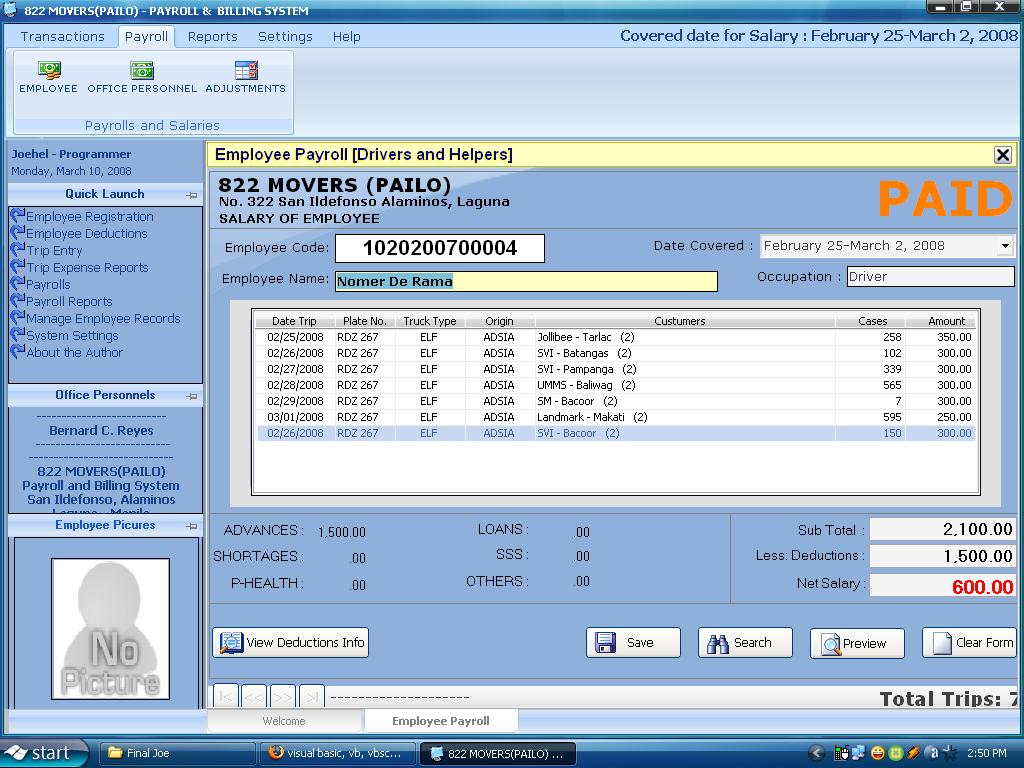 822 MOVERS(PAILO) - PAYROLL & BILLING SYSTEM
Transactions Payroll Reports Settings Help Covered date for Salary : February 25-March 2, 2008
EMPLOYEE OFFICE PERSONNEL ADJUSTMENTS
Payrolls and Salaries
Joehel - Programmer
Monday, March 10, 2008
Quick Launch
Employee Registration
Employee Deductions
Trip Entry
Trip Expense Reports
Payrolls
Payroll Reports
Manage Employee Records
System Settings
About the Author
Office Personnels
--------------------------
Bernard C. Reyes
---------------------------
-----------------------------
822 MOVERS(PAILO)
Payroll and Billing System
San Ildefonso, Alaminos
Employee Picures
No
Picture
Employee Payroll [Drivers and Helpers]
822 MOVERS (PAILO)
No. 322 San Ildefonso Alaminos, Laguna
SALARY OF EMPLOYEE
PAID
Employee Code: 1020200700004 Date Covered : February 25-March 2, 2008
Employee Name: Nomer De Rama Occupation : Driver
Date Trip Plate No. Truck Type Origin Custumers Cases Amount
02/25/2008 RDZ 267 ELF ADSIA Jollibee - Tarlac (2) 258 350.00
02/26/2008 RDZ 267 ELF ADSIA SVI - Batangas (2) 102 300.00
02/27/2008 RDZ 267 ELF ADSIA SVI - Pampanga (2) 339 300.00
02/28/2008 RDZ 267 ELF ADSIA UMMS - Baliwag (2) 565 300.00
02/29/2008 RDZ 267 ELF ADSIA SM - Bacoor (2) 7 300.00
03/01/2008 RDZ 267 ELF ADSIA Landmark - Makati (2) 595 250.00
02/26/2008 RDZ 267 ELF ADSIA SVI - Bacoor (2) 150 300.00
ADVANCES : 1,500.00 LOANS : .00 Sub Total : 2,100.00
SHORTAGES : .00 SSS : .00 Less: Deductions : 1,500.00
P-HEALTH : .00 OTHERS : .00 Net Salary : 600.00
View Deductions Info Save Search Preview Clear Form
|< << >> >| -------------------- Total Trips: 7
Welcome Employee Payroll
start Final Joe visual basic, vb, vbsc... 822 MOVERS(PAILO) ... 2:50 PM